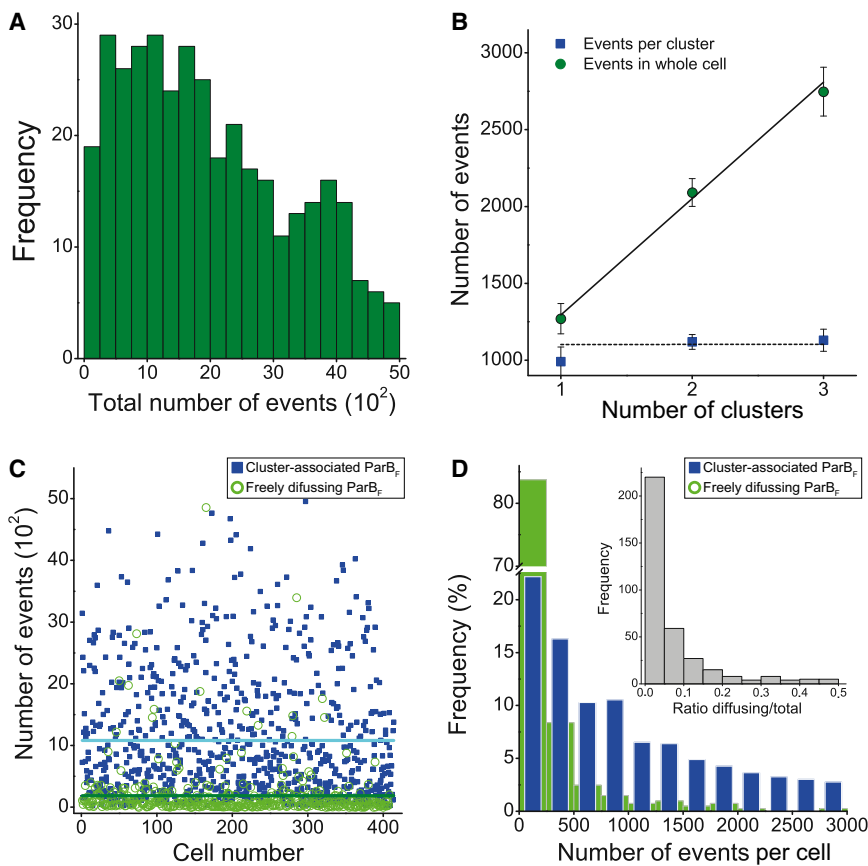 A
30
20
10
0
Frequency
0 10 20 30 40 50
Total number of events (10²)
B
Events per cluster
Events in whole cell
3000
2500
2000
1500
1000
Number of events
1 2 3
Number of clusters
C
Cluster-associated ParB_F
Freely difussing ParB_F
50
40
30
20
10
0
Number of events (10²)
0 100 200 300 400
Cell number
D
Cluster-associated ParB_F
Freely difussing ParB_F
80
70
20
15
10
5
0
Frequency (%)
200
150
100
50
0
Frequency
0.0 0.1 0.2 0.3 0.4 0.5
Ratio diffusing/total
0 500 1000 1500 2000 2500 3000
Number of events per cell